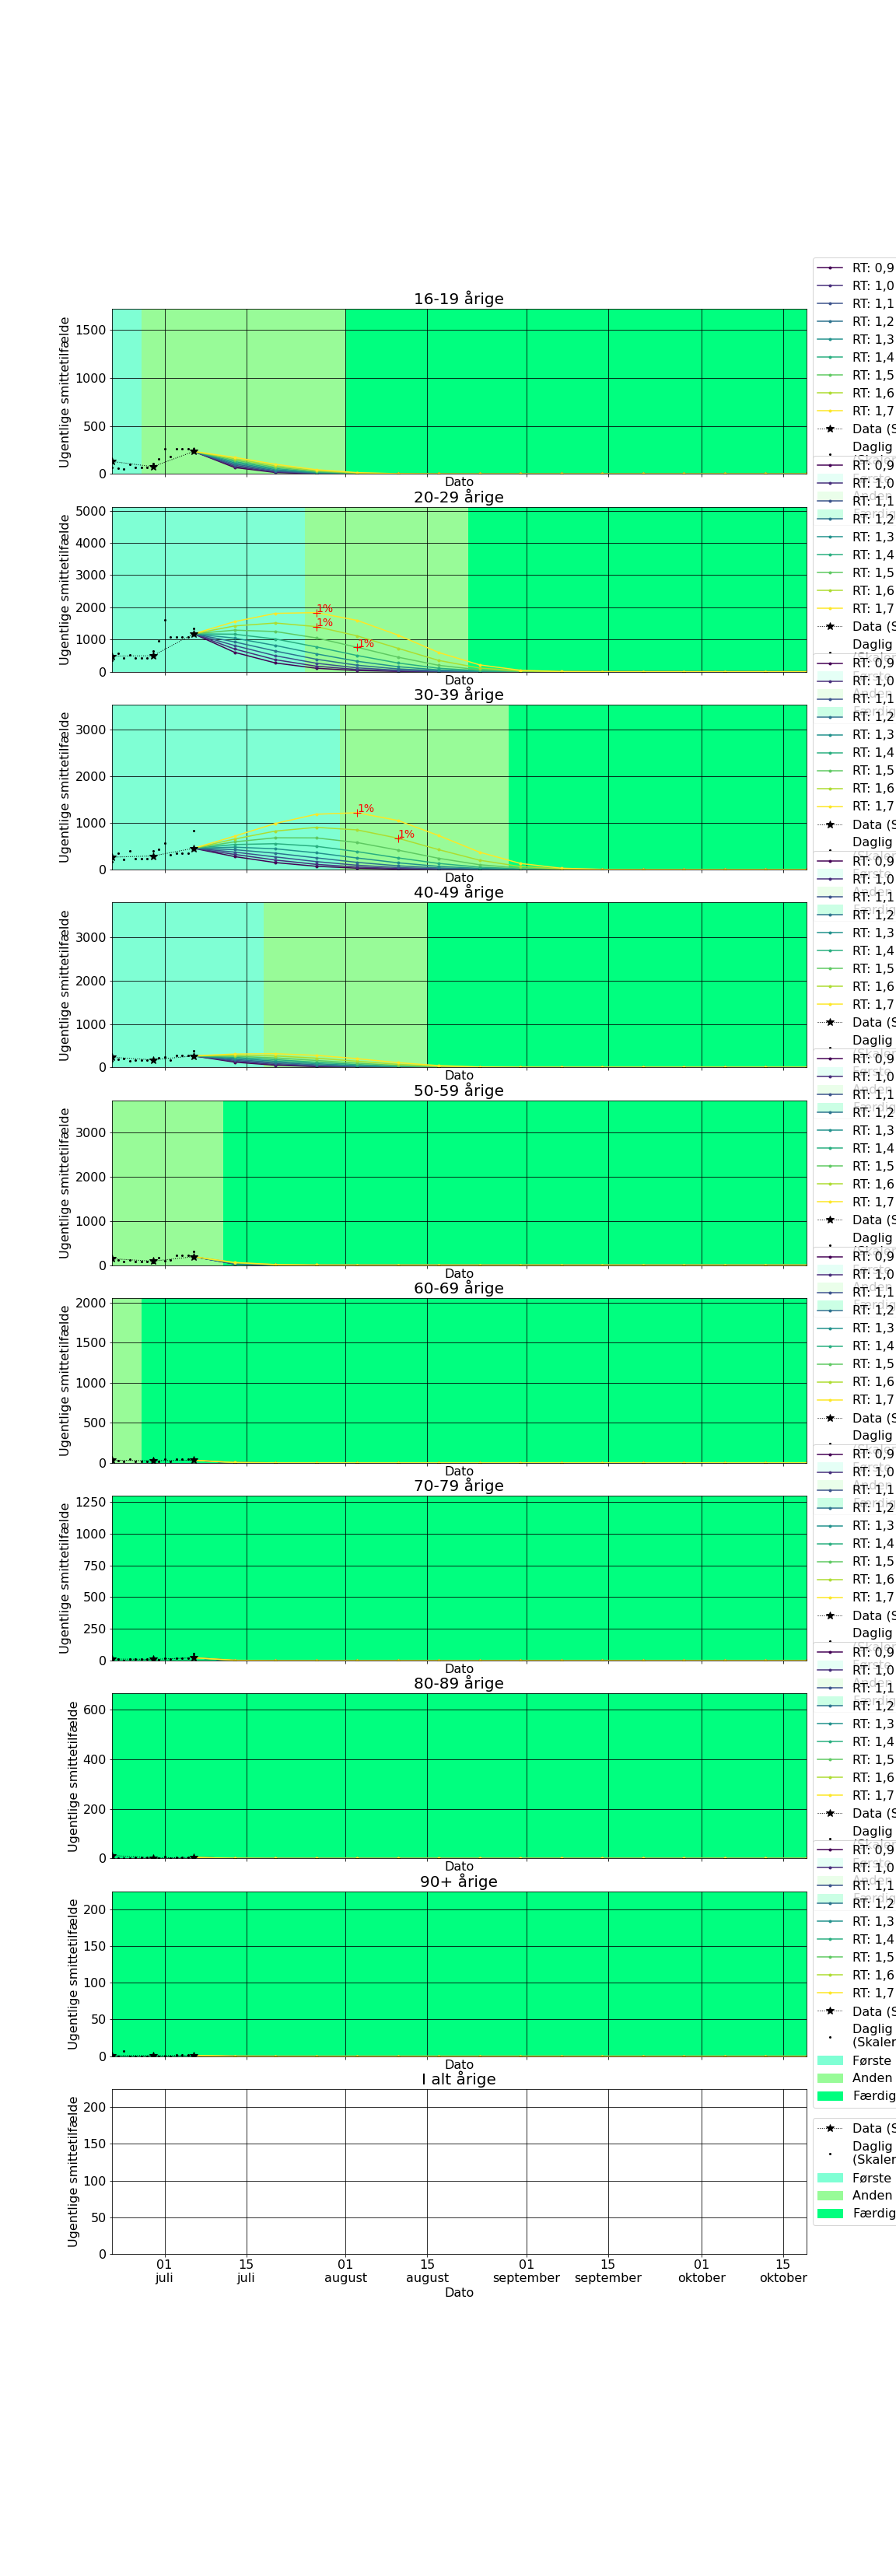 16-19 årige
Ugentlige smittetilfælde
1500
1000
500
0
Dato
RT: 0,9
RT: 1,0
RT: 1,1
RT: 1,2
RT: 1,3
RT: 1,4
RT: 1,5
RT: 1,6
RT: 1,7
Data (S
Daglig
20-29 årige
Ugentlige smittetilfælde
5000
4000
3000
2000
1000
0
1%
1%
1%
Dato
RT: 0,9
RT: 1,0
RT: 1,1
RT: 1,2
RT: 1,3
RT: 1,4
RT: 1,5
RT: 1,6
RT: 1,7
Data (S
Daglig
30-39 årige
Ugentlige smittetilfælde
3000
2000
1000
0
1%
1%
Dato
RT: 0,9
RT: 1,0
RT: 1,1
RT: 1,2
RT: 1,3
RT: 1,4
RT: 1,5
RT: 1,6
RT: 1,7
Data (S
Daglig
40-49 årige
Ugentlige smittetilfælde
3000
2000
1000
0
Dato
RT: 0,9
RT: 1,0
RT: 1,1
RT: 1,2
RT: 1,3
RT: 1,4
RT: 1,5
RT: 1,6
RT: 1,7
Data (S
Daglig
50-59 årige
Ugentlige smittetilfælde
3000
2000
1000
0
Dato
RT: 0,9
RT: 1,0
RT: 1,1
RT: 1,2
RT: 1,3
RT: 1,4
RT: 1,5
RT: 1,6
RT: 1,7
Data (S
Daglig
60-69 årige
Ugentlige smittetilfælde
2000
1500
1000
500
0
Dato
RT: 0,9
RT: 1,0
RT: 1,1
RT: 1,2
RT: 1,3
RT: 1,4
RT: 1,5
RT: 1,6
RT: 1,7
Data (S
Daglig
70-79 årige
Ugentlige smittetilfælde
1250
1000
750
500
250
0
Dato
RT: 0,9
RT: 1,0
RT: 1,1
RT: 1,2
RT: 1,3
RT: 1,4
RT: 1,5
RT: 1,6
RT: 1,7
Data (S
Daglig
80-89 årige
Ugentlige smittetilfælde
600
400
200
0
Dato
RT: 0,9
RT: 1,0
RT: 1,1
RT: 1,2
RT: 1,3
RT: 1,4
RT: 1,5
RT: 1,6
RT: 1,7
Data (S
Daglig
90+ årige
Ugentlige smittetilfælde
200
150
100
50
0
Dato
RT: 0,9
RT: 1,0
RT: 1,1
RT: 1,2
RT: 1,3
RT: 1,4
RT: 1,5
RT: 1,6
RT: 1,7
Data (S
Daglig
(Skaler
Første
Anden
Færdig
I alt årige
Ugentlige smittetilfælde
200
150
100
50
0
01 juli
15 juli
01 august
15 august
01 september
15 september
01 oktober
15 oktober
Dato
Data (S
Daglig
(Skaler
Første
Anden
Færdig